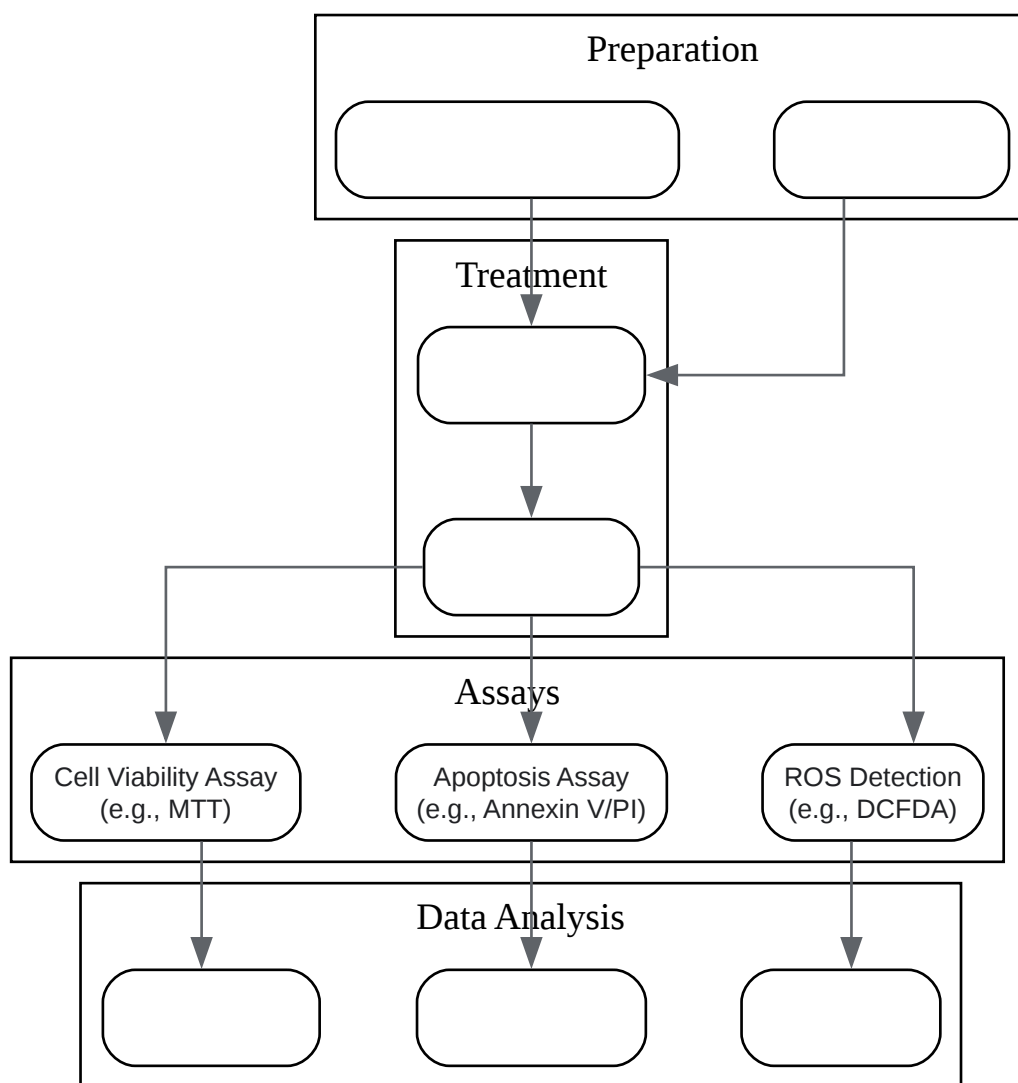 Preparation
Treatment
Assays
Cell Viability Assay
(e.g., MTT)
Apoptosis Assay
(e.g., Annexin V/PI)
ROS Detection
(e.g., DCFDA)
Data Analysis